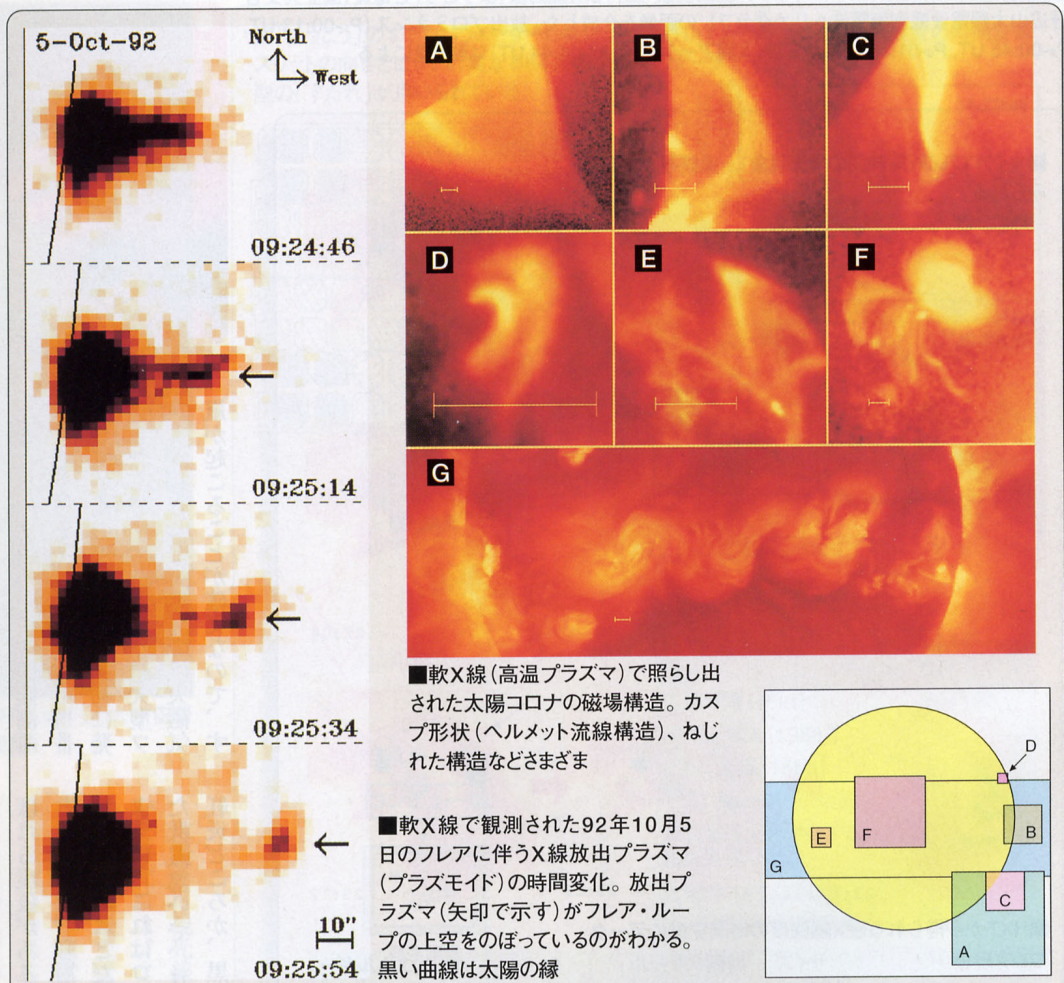 5-Oct-92
North
West
09:24:46
09:25:14
09:25:34
10"
09:25:54
A
B
C
D
E
F
G
■軟X線(高温プラズマ)で照らし出
された太陽コロナの磁場構造。カス
プ形状(ヘルメット流線構造)、ねじ
れた構造などさまざま
■軟X線で観測された92年10月5
日のフレアに伴うX線放出プラズマ
(プラズモイド)の時間変化。放出プ
ラズマ(矢印で示す)がフレア・ルー
プの上空をのぼっているのがわかる。
黒い曲線は太陽の縁
D
B
E
F
G
C
A